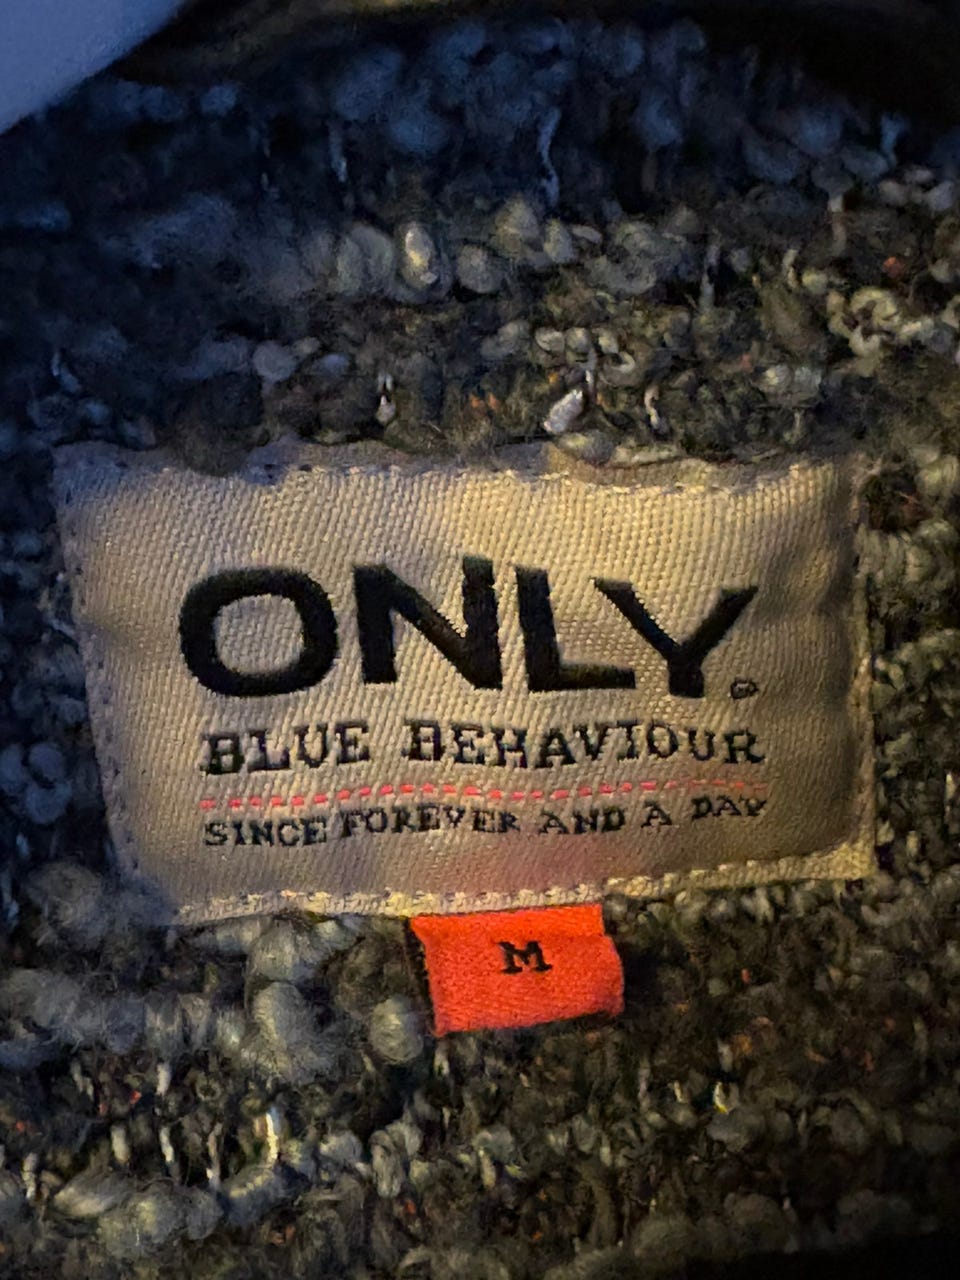 ONLY®
BLUE BEHAVIOUR
SINCE FOREVER AND A DAY
M